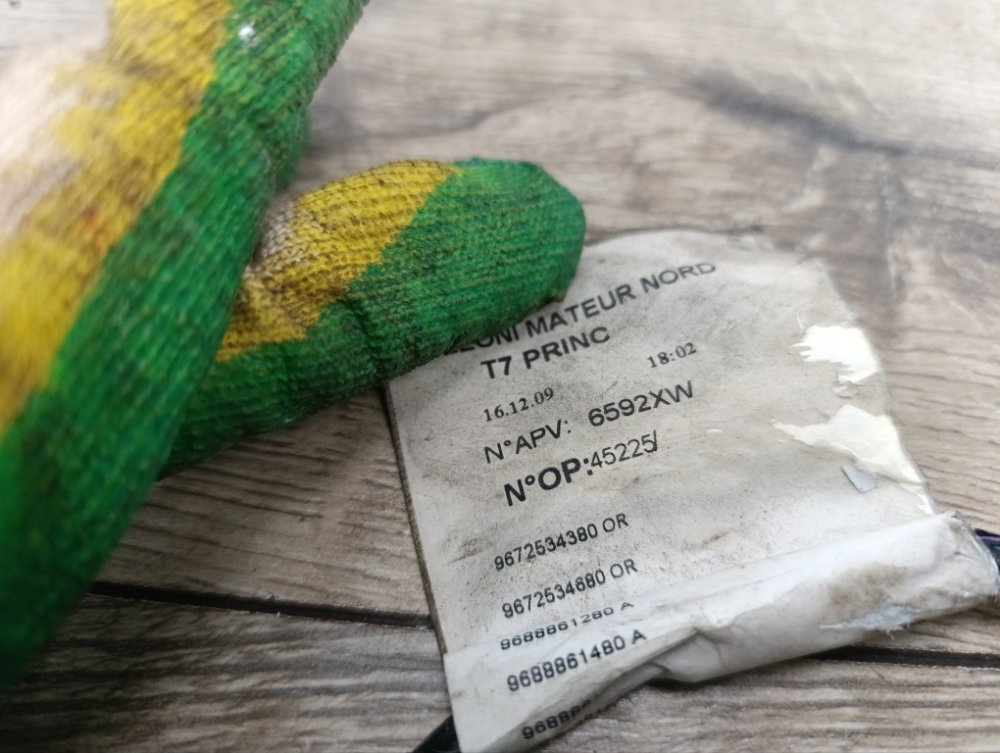 MATEUR NORD
T7 PRINC
16.12.09 18:02
N°APV: 6592XW
N°OP:45225/
9672534380 OR
9672534680 OR
9688861280 A
9688861480 A